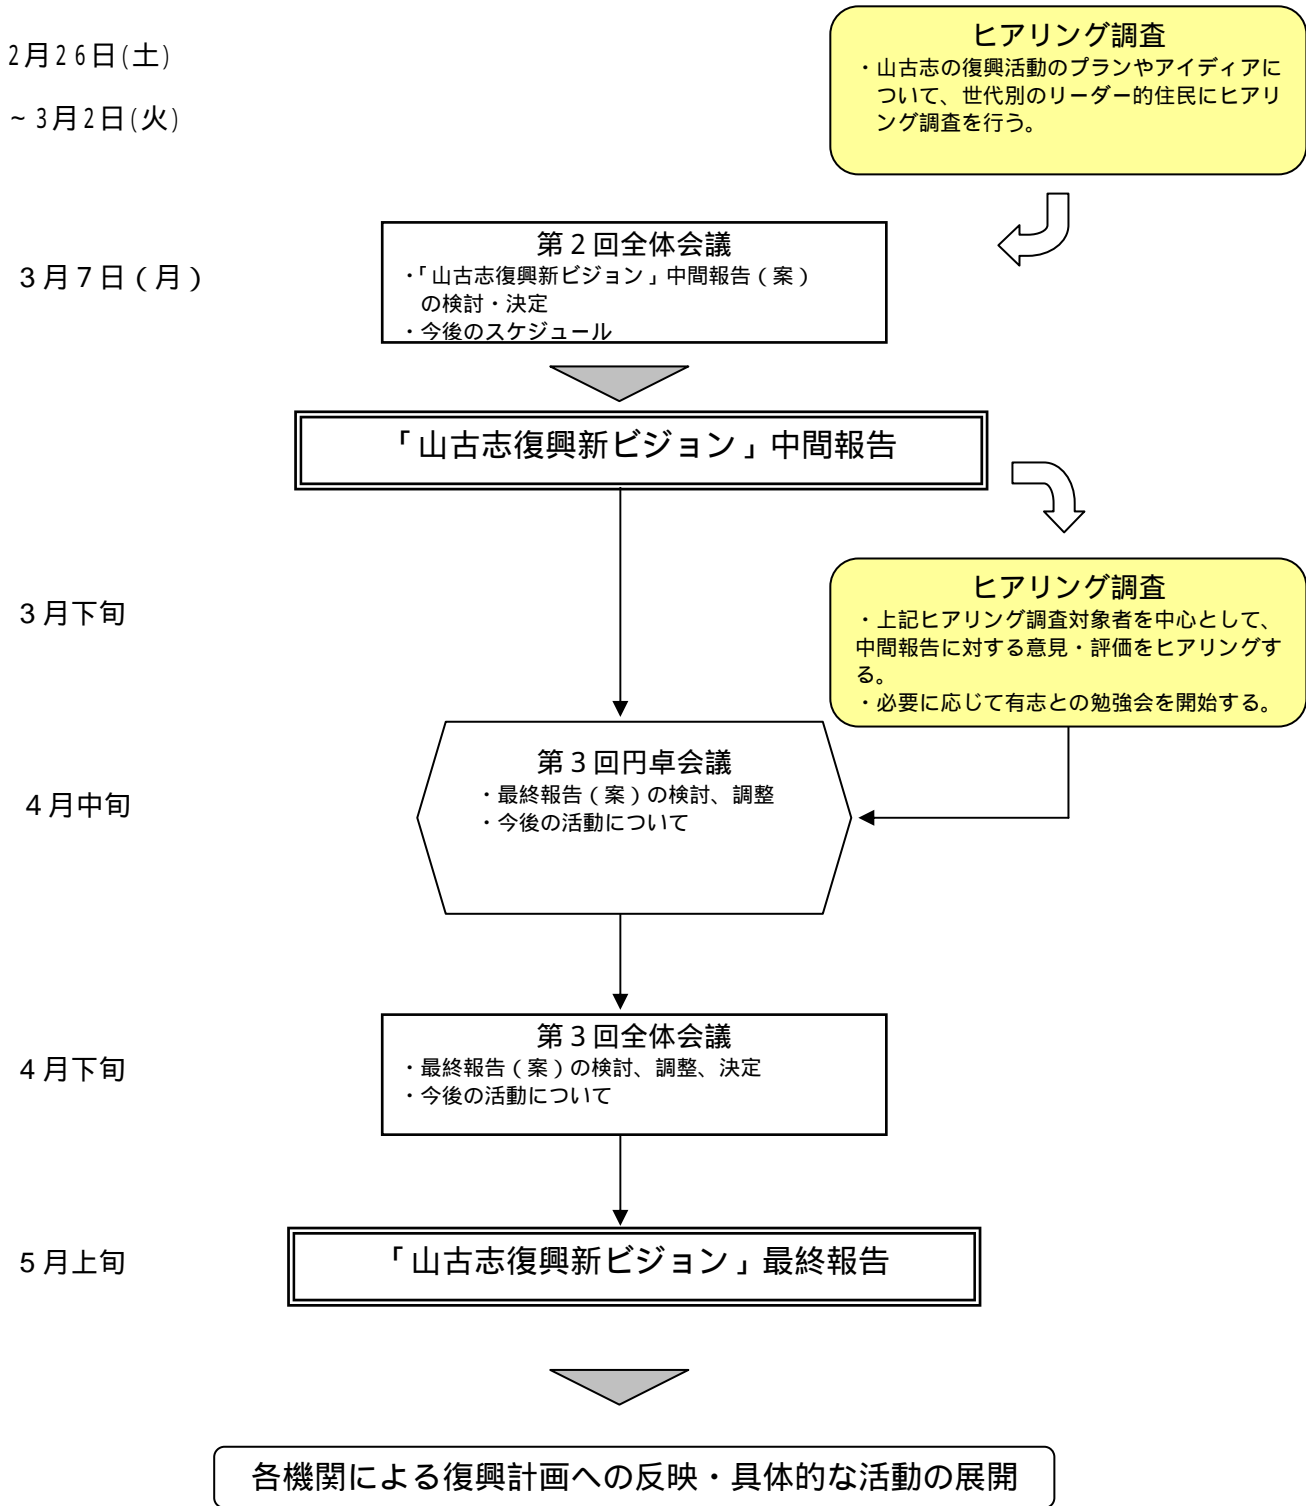 2月26日(土)
~3月2日(火)
ヒアリング調査
・山古志の復興活動のプランやアイディアに
ついて、世代別のリーダー的住民にヒアリ
ング調査を行う。
3月7日(月)
第2回全体会議
・「山古志復興新ビジョン」中間報告(案)
の検討・決定
・今後のスケジュール
「山古志復興新ビジョン」中間報告
3月下旬
ヒアリング調査
・上記ヒアリング調査対象者を中心として、
中間報告に対する意見・評価をヒアリングす
る。
・必要に応じて有志との勉強会を開始する。
4月中旬
第3回円卓会議
・最終報告(案)の検討、調整
・今後の活動について
4月下旬
第3回全体会議
・最終報告(案)の検討、調整、決定
・今後の活動について
5月上旬
「山古志復興新ビジョン」最終報告
各機関による復興計画への反映・具体的な活動の展開